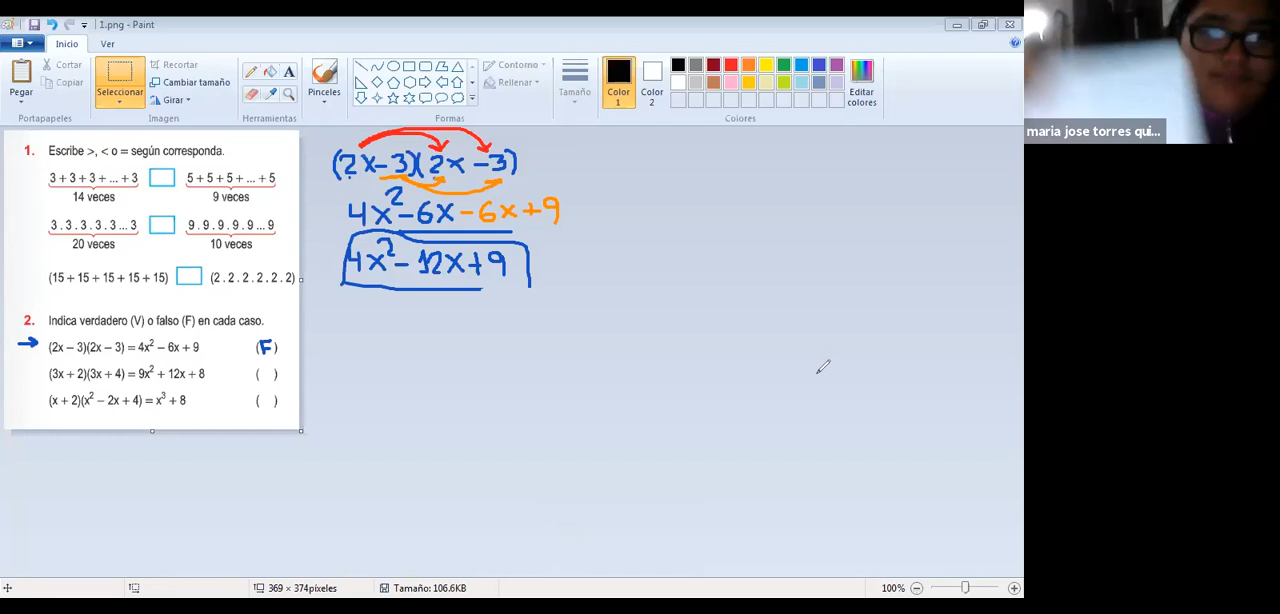 1.png - Paint
Inicio Ver
Pegar
Cortar
Copiar
Portapapeles
Seleccionar
Recortar
Cambiar tamaño
Girar
Imagen
Herramientas
Pinceles
Contorno
Rellenar
Formas
Tamaño
Color 1
Color 2
Editar colores
Colores
1. Escribe >, < o = según corresponda.
3 + 3 + 3 + ... + 3 5 + 5 + 5 + ... + 5
14 veces 9 veces
3 . 3 . 3 . 3 . 3 ... 3 9 . 9 . 9 . 9 . 9 ... 9
20 veces 10 veces
(15 + 15 + 15 + 15 + 15) (2 . 2 . 2 . 2 . 2 . 2)
2. Indica verdadero (V) o falso (F) en cada caso.
→ (2x – 3)(2x – 3) = 4x² – 6x + 9 (F)
(3x + 2)(3x + 4) = 9x² + 12x + 8 ( )
(x + 2)(x² – 2x + 4) = x³ + 8 ( )
(2x - 3)(2x - 3)
4x² - 6x - 6x + 9
4x² - 12x + 9
maria jose torres qui...
369 × 374píxeles
Tamaño: 106.6KB
100%